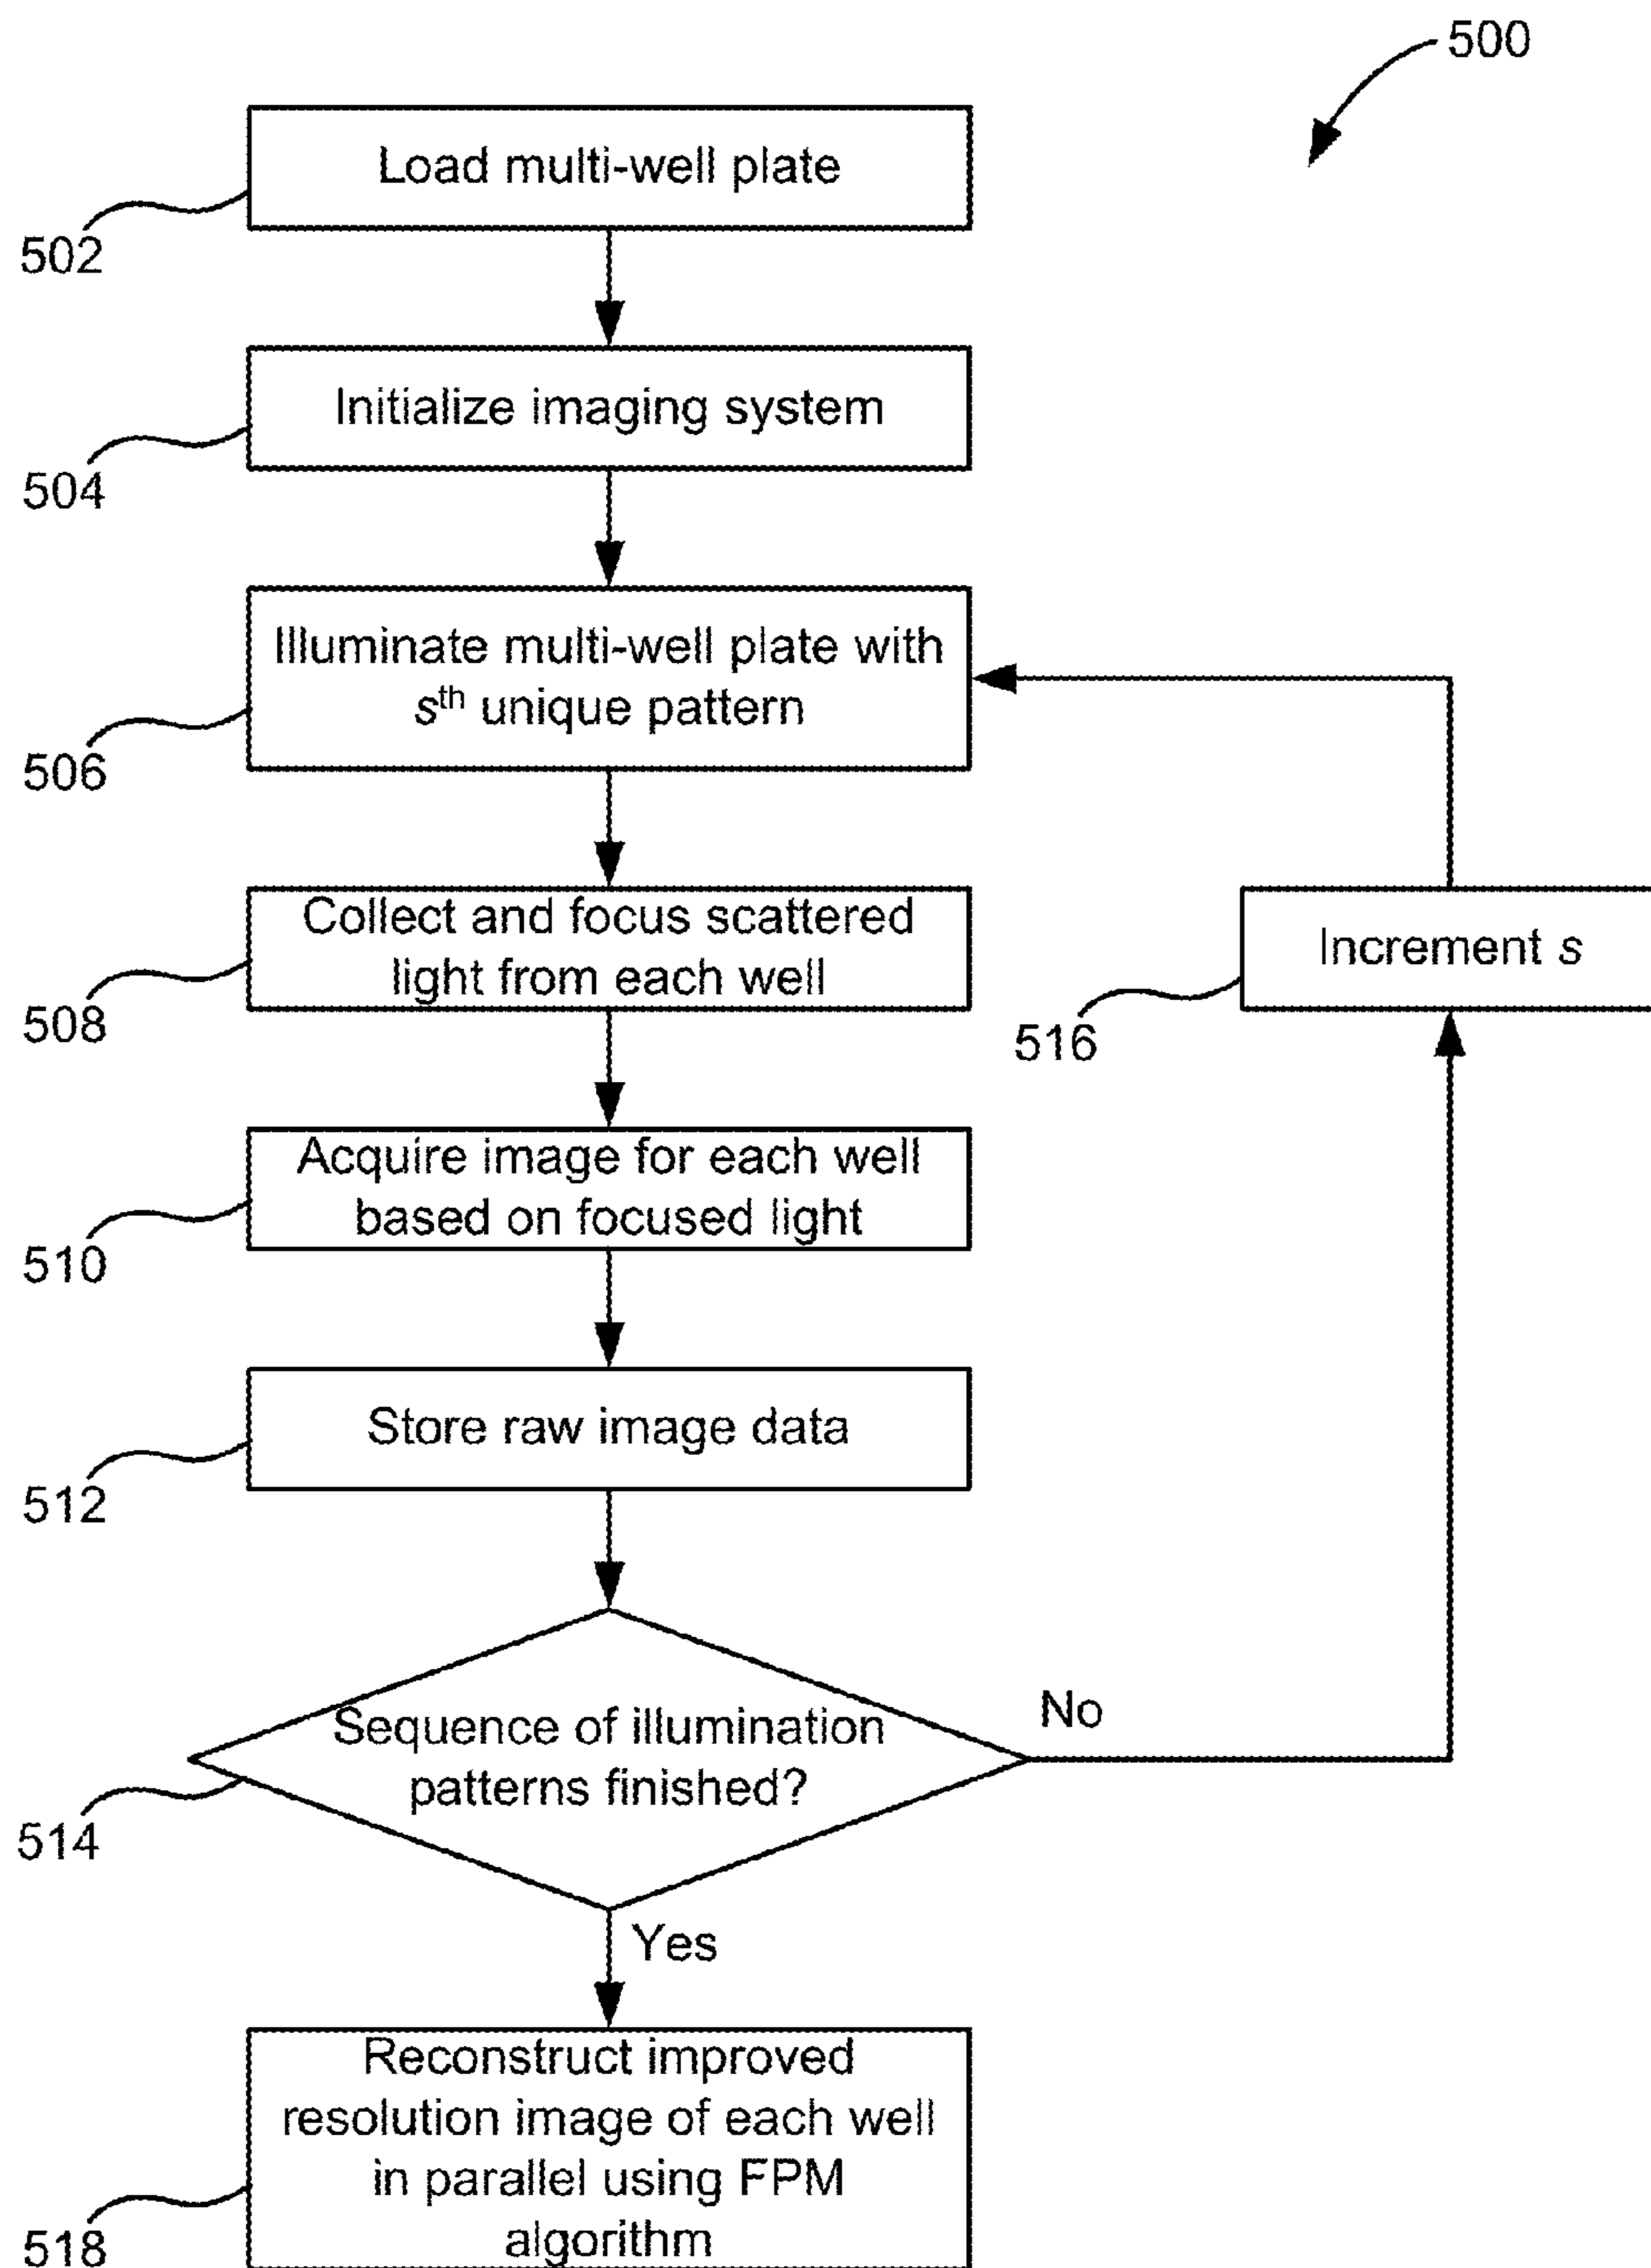 500
Load multi-well plate
502
Initialize imaging system
504
Illuminate multi-well plate with
sth unique pattern
506
Collect and focus scattered
light from each well
508
Increment s
516
Acquire image for each well
based on focused light
510
Store raw image data
512
Sequence of illumination
patterns finished?
No
514
Yes
Reconstruct improved
resolution image of each well
in parallel using FPM
algorithm
518